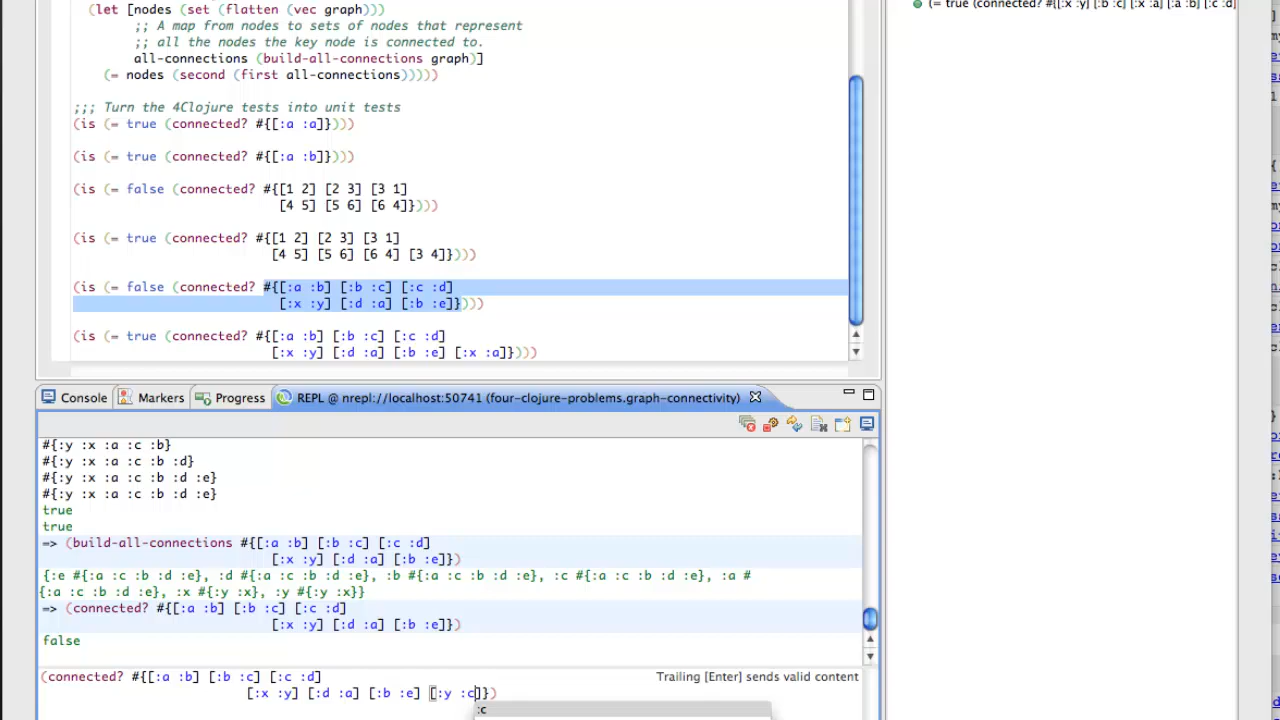 (let [nodes (set (flatten (vec graph)))
(= true (connected? #{[:x :y] [:b :c] [:x :a] [:a :b] [:c :d]
;; A map from nodes to sets of nodes that represent
;; all the nodes the key node is connected to.
all-connections (build-all-connections graph)]
(= nodes (second (first all-connections)))))
;;; Turn the 4Clojure tests into unit tests
(is (= true (connected? #{[:a :a]})))
(is (= true (connected? #{[:a :b]})))
(is (= false (connected? #{[1 2] [2 3] [3 1]
[4 5] [5 6] [6 4]})))
(is (= true (connected? #{[1 2] [2 3] [3 1]
[4 5] [5 6] [6 4] [3 4]})))
(is (= false (connected? #{[:a :b] [:b :c] [:c :d]
[:x :y] [:d :a] [:b :e]})))
(is (= true (connected? #{[:a :b] [:b :c] [:c :d]
[:x :y] [:d :a] [:b :e] [:x :a]})))
Console Markers Progress REPL @ nrepl://localhost:50741 (four-clojure-problems.graph-connectivity)
#{:y :x :a :c :b}
#{:y :x :a :c :b :d}
#{:y :x :a :c :b :d :e}
#{:y :x :a :c :b :d :e}
true
true
=> (build-all-connections #{[:a :b] [:b :c] [:c :d]
[:x :y] [:d :a] [:b :e]})
{:e #{:a :c :b :d :e}, :d #{:a :c :b :d :e}, :b #{:a :c :b :d :e}, :c #{:a :c :b :d :e}, :a #
{:a :c :b :d :e}, :x #{:y :x}, :y #{:y :x}}
=> (connected? #{[:a :b] [:b :c] [:c :d]
[:x :y] [:d :a] [:b :e]})
false
(connected? #{[:a :b] [:b :c] [:c :d]
Trailing [Enter] sends valid content
[:x :y] [:d :a] [:b :e] [:y :c]})
:c